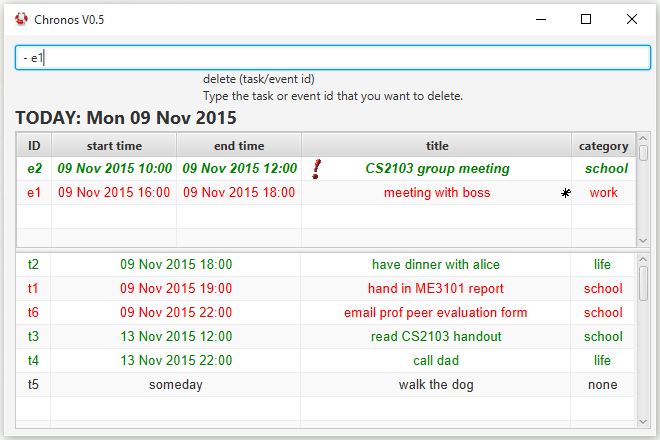 Chronos V0.5
- e1
delete (task/event id)
Type the task or event id that you want to delete.
TODAY: Mon 09 Nov 2015
ID start time end time title category
e2 09 Nov 2015 10:00 09 Nov 2015 12:00 ! CS2103 group meeting school
e1 09 Nov 2015 16:00 09 Nov 2015 18:00 meeting with boss * work
t2 09 Nov 2015 18:00 have dinner with alice life
t1 09 Nov 2015 19:00 hand in ME3101 report school
t6 09 Nov 2015 22:00 email prof peer evaluation form school
t3 13 Nov 2015 12:00 read CS2103 handout school
t4 13 Nov 2015 22:00 call dad life
t5 someday walk the dog none